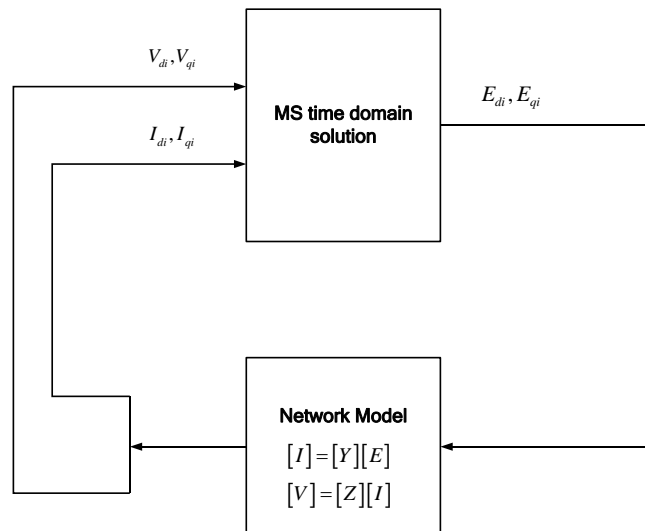 V_{di}, V_{qi}
I_{di}, I_{qi}
MS time domain
solution
E_{di}, E_{qi}
Network Model
[I]=[Y][E]
[V]=[Z][I]